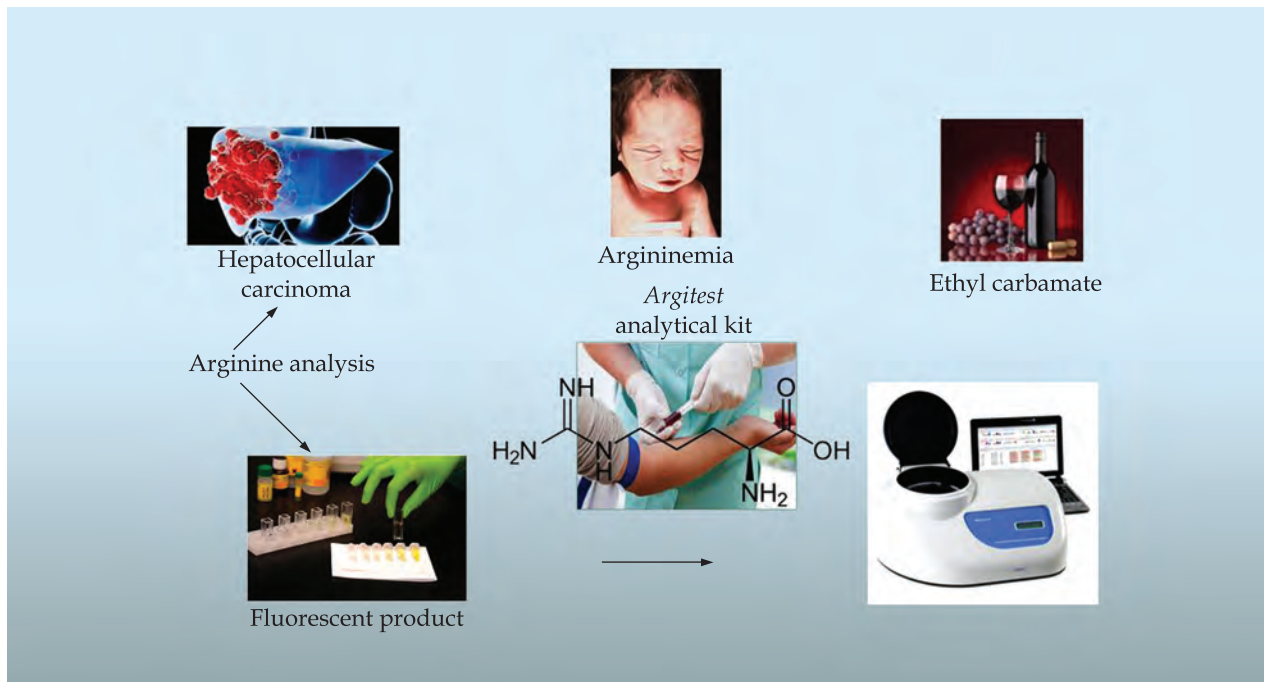 Hepatocellular
carcinoma
Argininemia
Ethyl carbamate
Argitest
analytical kit
Arginine analysis
NH
H₂N
N
H
O
OH
NH₂
Fluorescent product